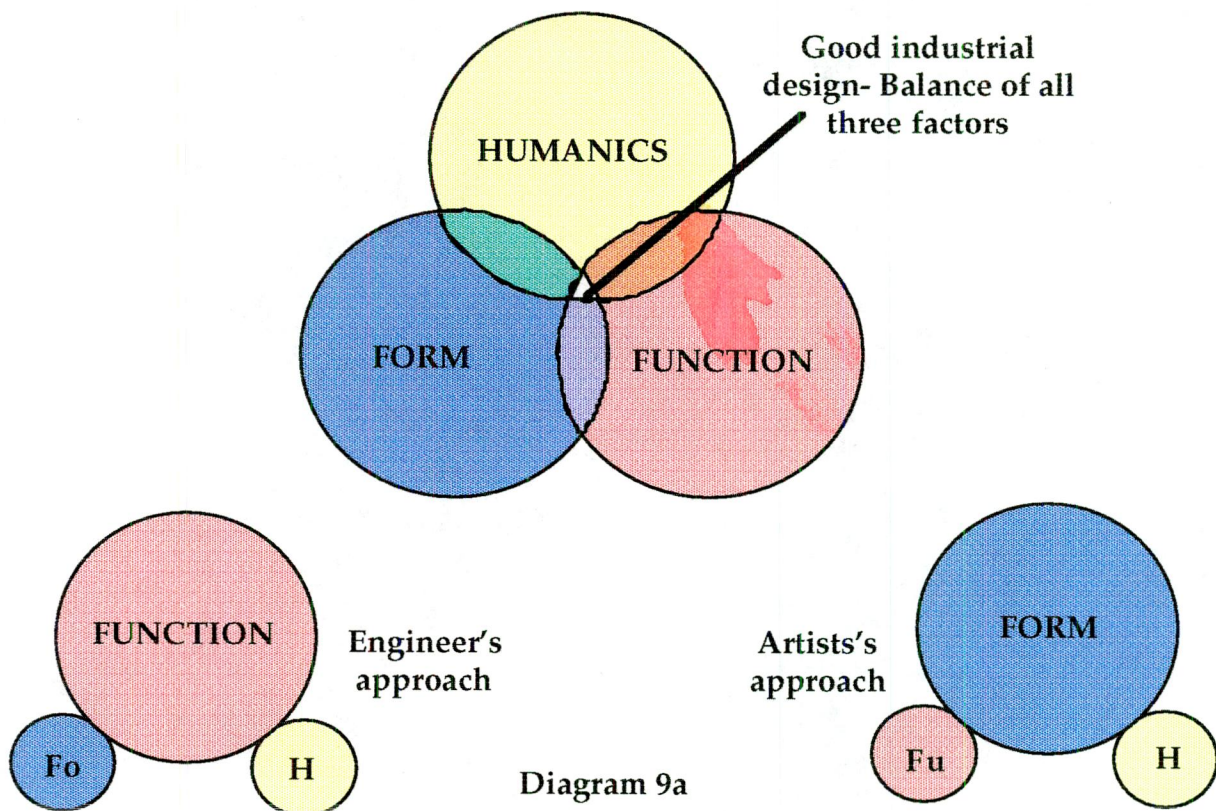 Good industrial
design- Balance of all
three factors
HUMANICS
FORM
FUNCTION
FUNCTION
Engineer's
approach
Fo
H
Artists's
approach
FORM
Fu
H
Diagram 9a